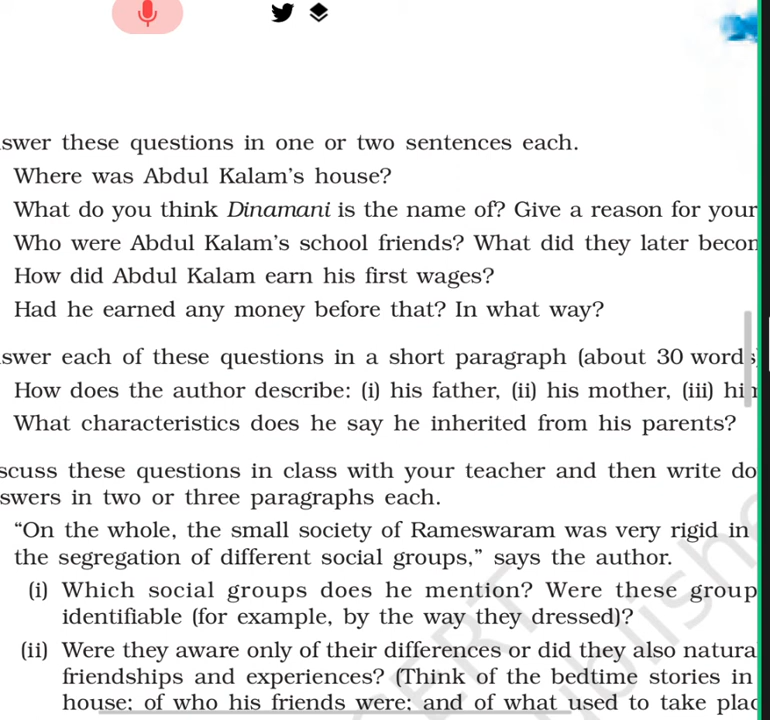 swer these questions in one or two sentences each.
Where was Abdul Kalam's house?
What do you think Dinamani is the name of? Give a reason for your
Who were Abdul Kalam's school friends? What did they later becom
How did Abdul Kalam earn his first wages?
Had he earned any money before that? In what way?
swer each of these questions in a short paragraph (about 30 words)
How does the author describe: (i) his father, (ii) his mother, (iii) him
What characteristics does he say he inherited from his parents?
scuss these questions in class with your teacher and then write do
swers in two or three paragraphs each.
“On the whole, the small society of Rameswaram was very rigid in
the segregation of different social groups,” says the author.
(i) Which social groups does he mention? Were these group
identifiable (for example, by the way they dressed)?
(ii) Were they aware only of their differences or did they also natura
friendships and experiences? (Think of the bedtime stories in
house; of who his friends were; and of what used to take plac